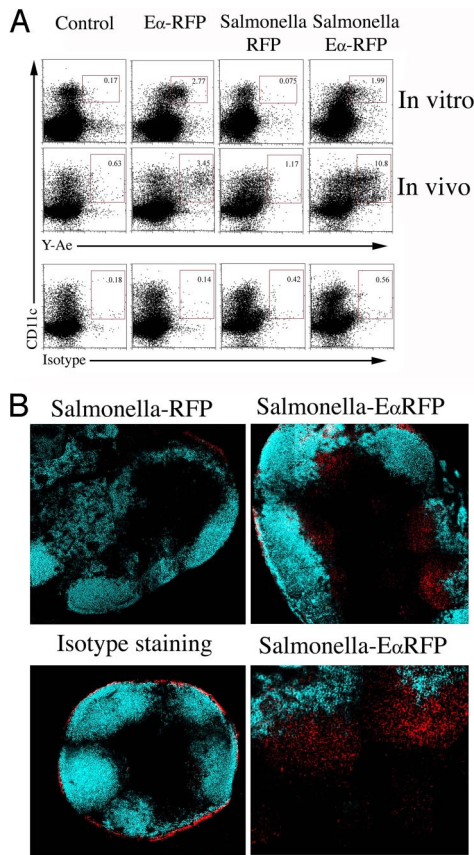 A
Control
Eα-RFP
Salmonella RFP
Salmonella Eα-RFP
0.17
2.77
0.075
1.99
In vitro
0.63
3.45
1.17
10.8
In vivo
Y-Ae
0.18
0.14
0.42
0.56
CD11c
Isotype
B
Salmonella-RFP
Salmonella-EαRFP
Isotype staining
Salmonella-EαRFP